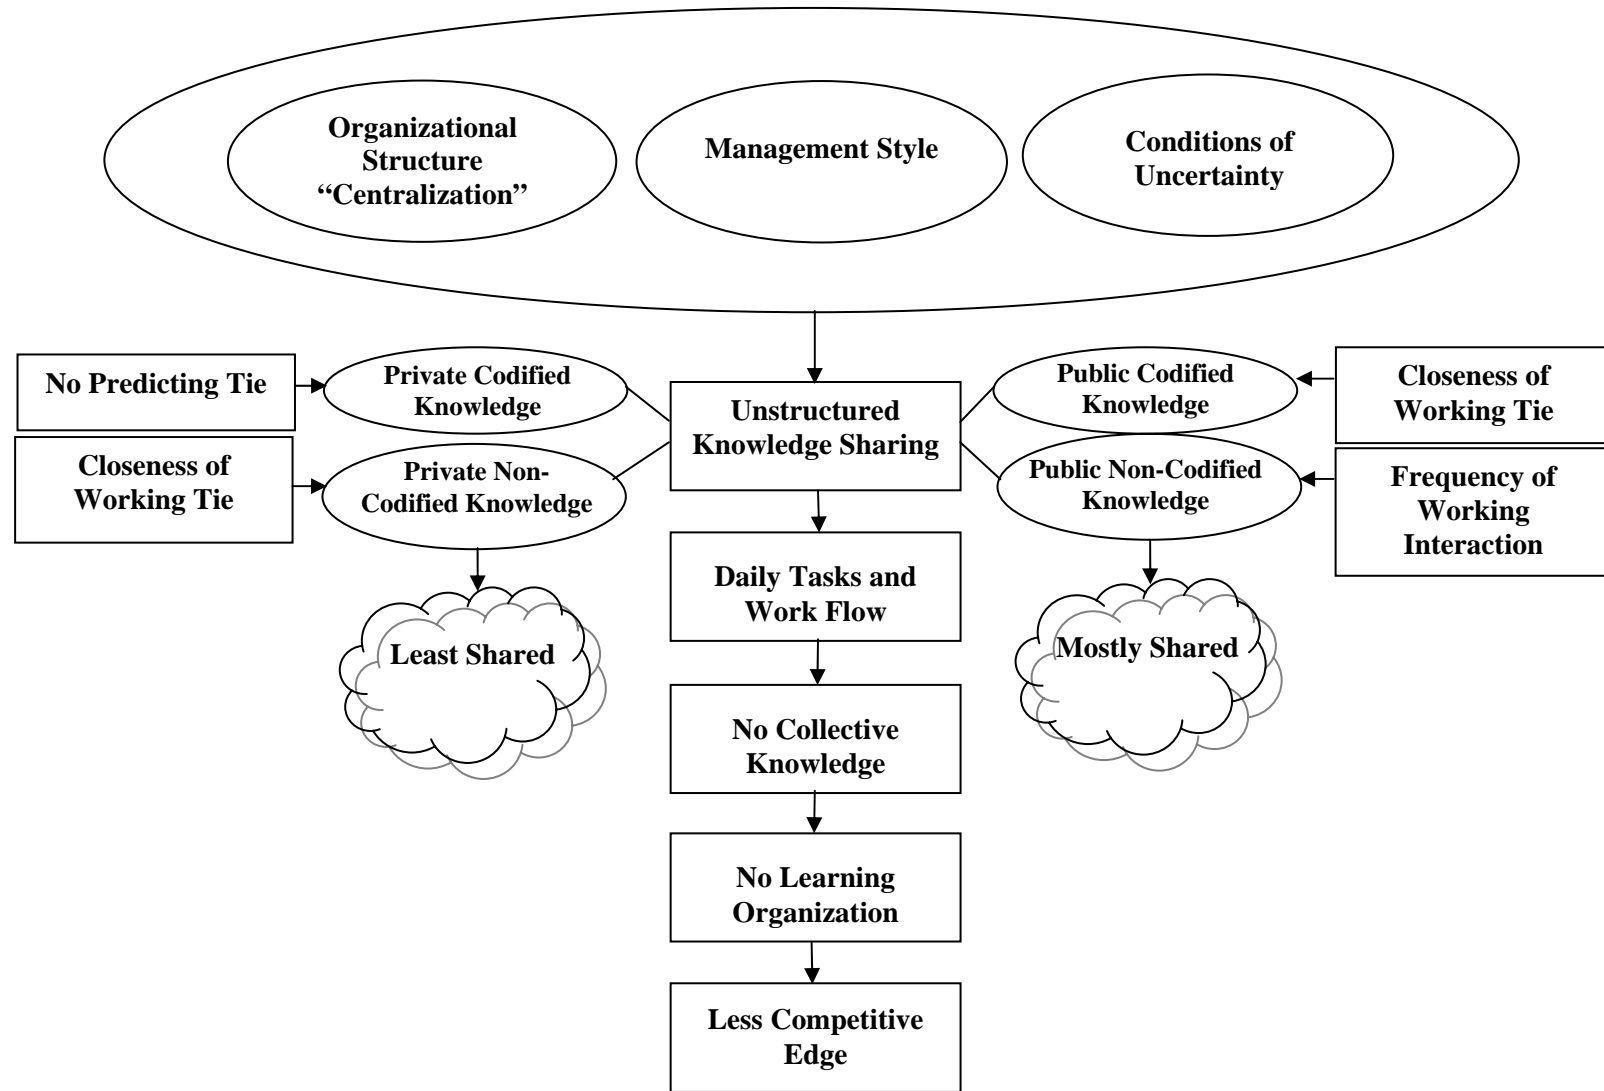 Organizational
Structure
“Centralization”
Management Style
Conditions of
Uncertainty
No Predicting Tie
Private Codified
Knowledge
Closeness of
Working Tie
Private Non-
Codified Knowledge
Least Shared
Unstructured
Knowledge Sharing
Public Codified
Knowledge
Closeness of
Working Tie
Public Non-Codified
Knowledge
Frequency of
Working
Interaction
Mostly Shared
Daily Tasks and
Work Flow
No Collective
Knowledge
No Learning
Organization
Less Competitive
Edge